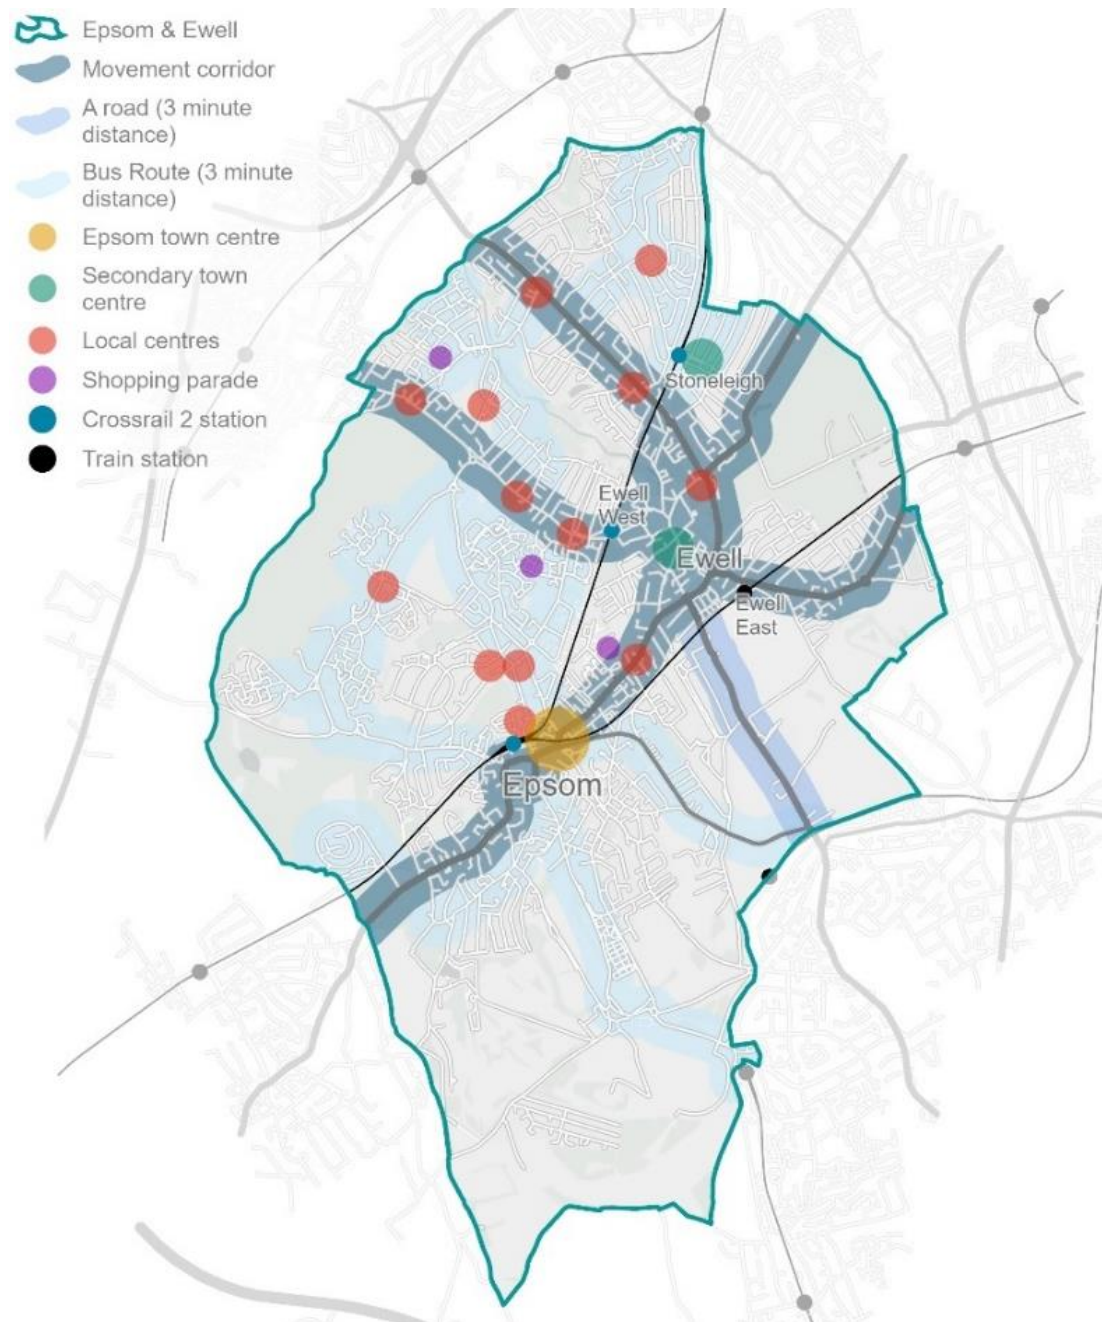 Epsom & Ewell
Movement corridor
A road (3 minute
distance)
Bus Route (3 minute
distance)
Epsom town centre
Secondary town
centre
Local centres
Shopping parade
Crossrail 2 station
Train station
Stoneleigh
Ewell
West
Ewell
Ewell
East
Epsom